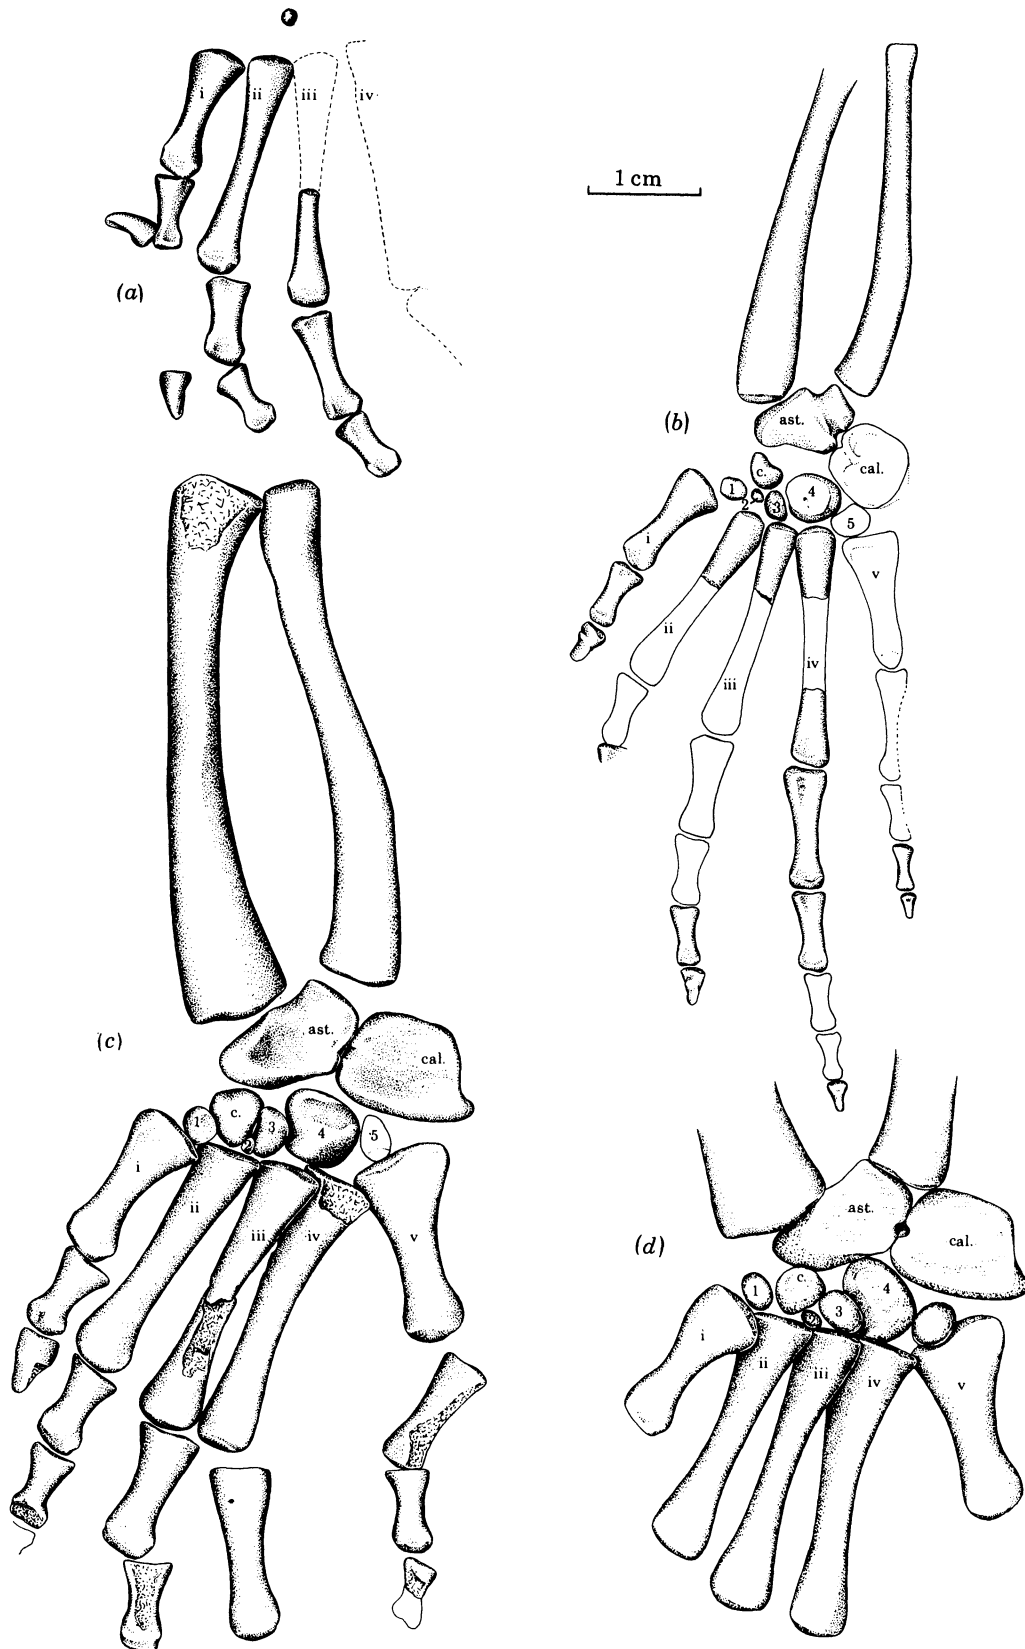 i ii iii iv
(a)
1 cm
(b)
ast.
cal.
c.
1 2 3 4 5
i ii iii iv v
(c)
ast.
cal.
1 c. 2 3 4 5
i ii iii iv v
(d)
ast.
cal.
1 c. 3 4
i ii iii iv v